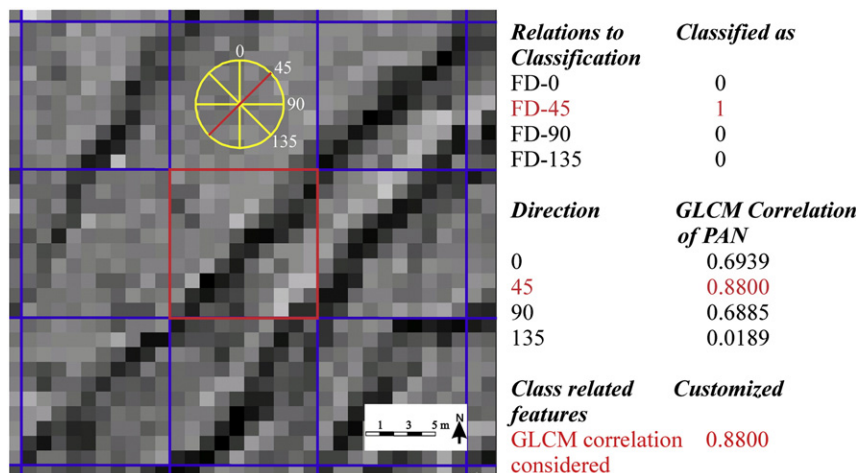 0
45
90
135
N
1 3 5 m
Relations to Classified as
Classification
FD-0 0
FD-45 1
FD-90 0
FD-135 0
Direction GLCM Correlation
of PAN
0 0.6939
45 0.8800
90 0.6885
135 0.0189
Class related Customized
features
GLCM correlation 0.8800
considered